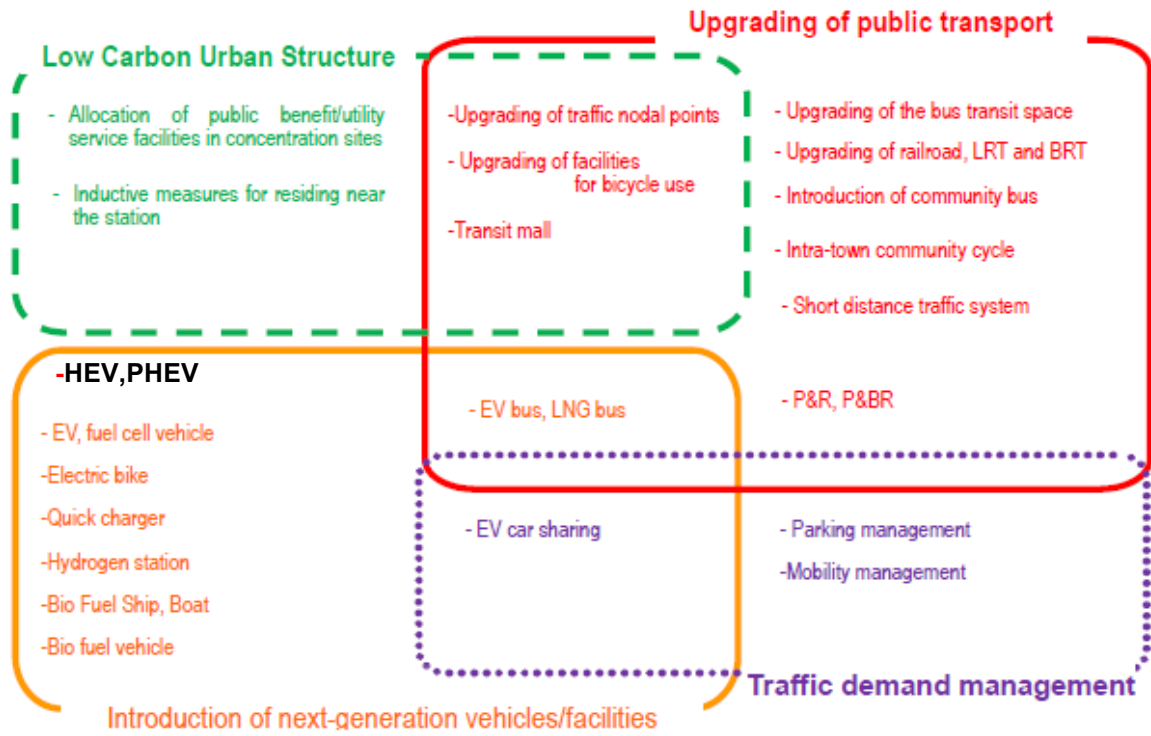 Upgrading of public transport
Low Carbon Urban Structure
- Allocation of public benefit/utility
service facilities in concentration sites
- Inductive measures for residing near
the station
-Upgrading of traffic nodal points
- Upgrading of facilities
for bicycle use
-Transit mall
- Upgrading of the bus transit space
- Upgrading of railroad, LRT and BRT
- Introduction of community bus
- Intra-town community cycle
- Short distance traffic system
- P&R, P&BR
-HEV,PHEV
- EV, fuel cell vehicle
-Electric bike
-Quick charger
-Hydrogen station
-Bio Fuel Ship, Boat
-Bio fuel vehicle
- EV bus, LNG bus
- EV car sharing
- Parking management
-Mobility management
Traffic demand management
Introduction of next-generation vehicles/facilities